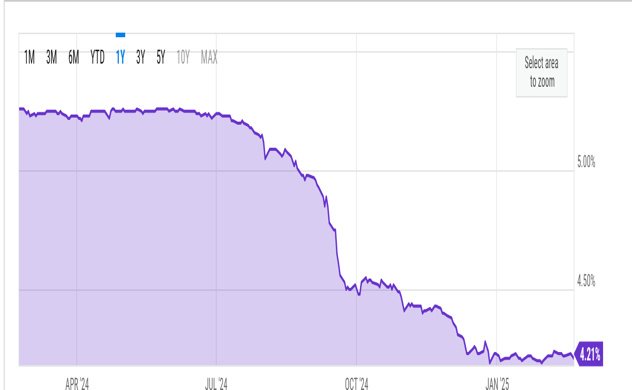 1M 3M 6M YTD 1Y 3Y 5Y 10Y MAX
Select area
to zoom
5.00%
4.50%
4.21%
APR '24 JUL '24 OCT '24 JAN '25